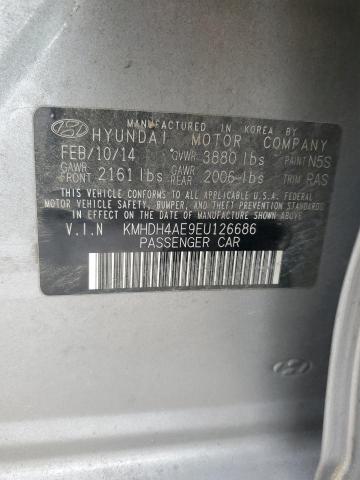 MANUFACTURED IN KOREA BY
HYUNDAI MOTOR COMPANY
FEB/10/14 GVWR 3880 lbs PAINT N5S
GAWR FRONT 2161 lbs GAWR REAR 2006 lbs TRIM RAS
THIS VEHICLE CONFORMS TO ALL APPLICABLE U.S.A. FEDERAL
MOTOR VEHICLE SAFETY, BUMPER, AND THEFT PREVENTION
STANDARDS IN EFFECT ON THE DATE OF MANUFACTURE SHOWN ABOVE.
V.I.N KMHDH4AE9EU126686
PASSENGER CAR